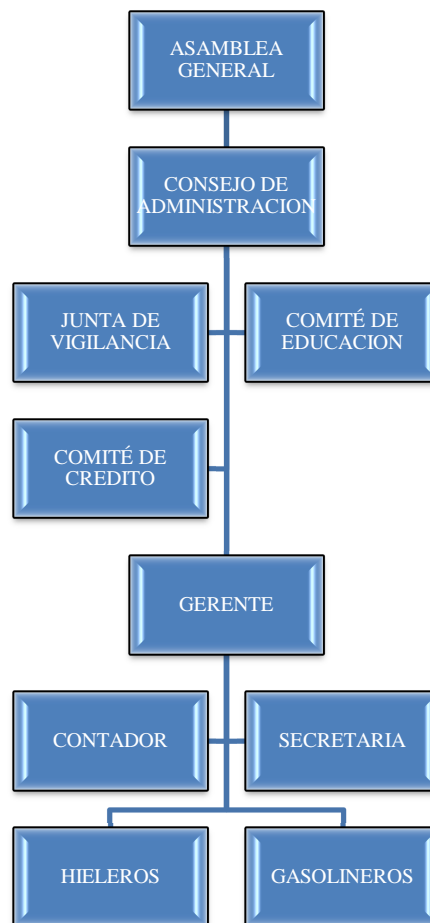 ASAMBLEA
GENERAL
CONSEJO DE
ADMINISTRACION
JUNTA DE
VIGILANCIA
COMITÉ DE
EDUCACION
COMITÉ DE
CREDITO
GERENTE
CONTADOR
SECRETARIA
HIELEROS
GASOLINEROS